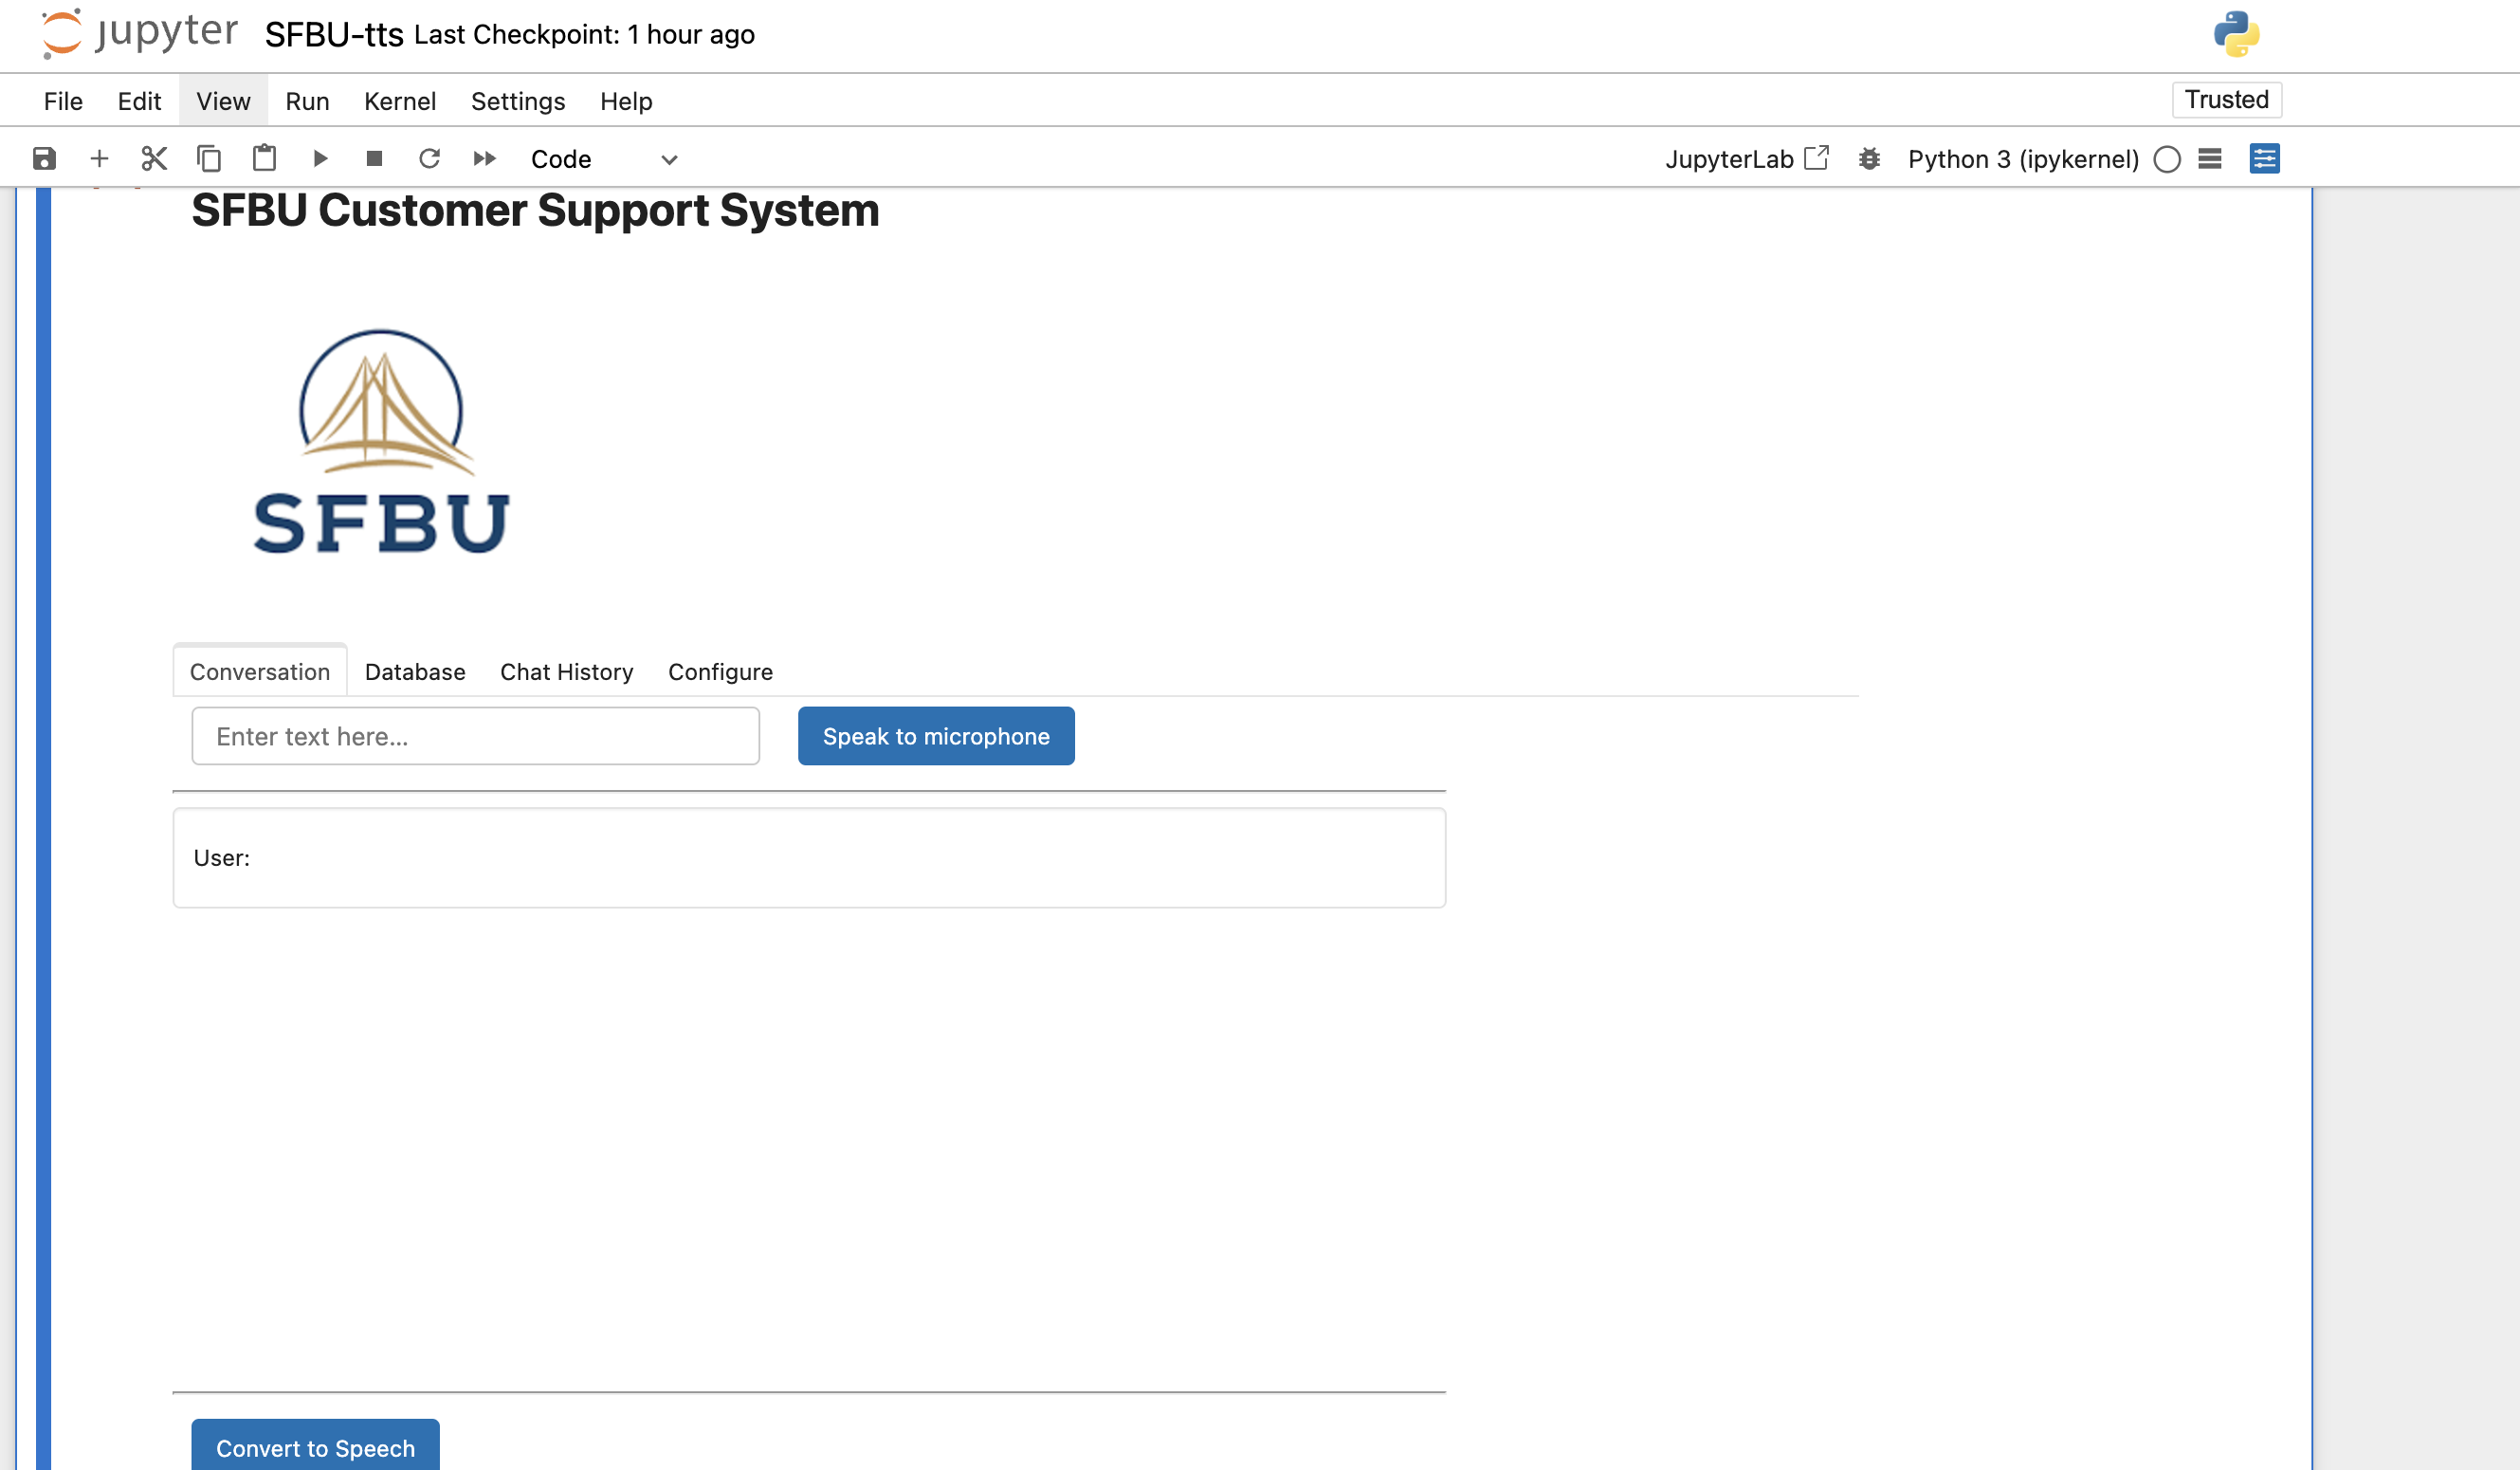 jupyter SFBU-tts Last Checkpoint: 1 hour ago
File Edit View Run Kernel Settings Help Trusted
Code JupyterLab Python 3 (ipykernel)
SFBU Customer Support System
SFBU
Conversation Database Chat History Configure
Enter text here... Speak to microphone
User:
Convert to Speech